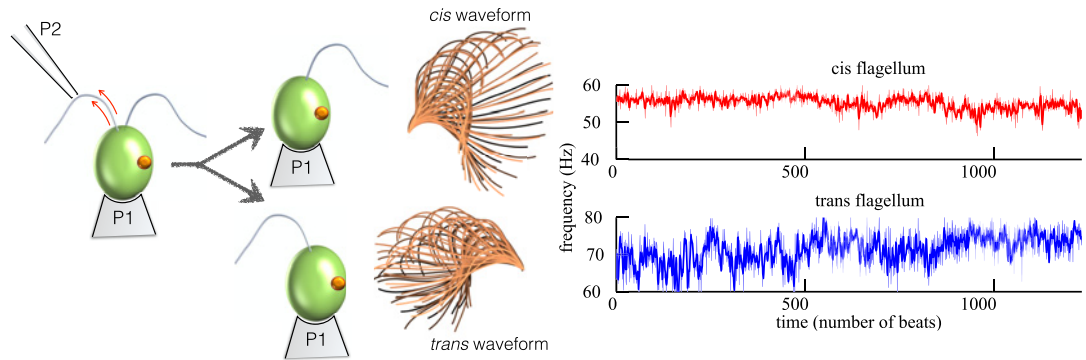 P2
P1
P1
cis waveform
P1
trans waveform
cis flagellum
60
50
40
0
500
1000
frequency (Hz)
trans flagellum
80
70
60
0
500
1000
time (number of beats)